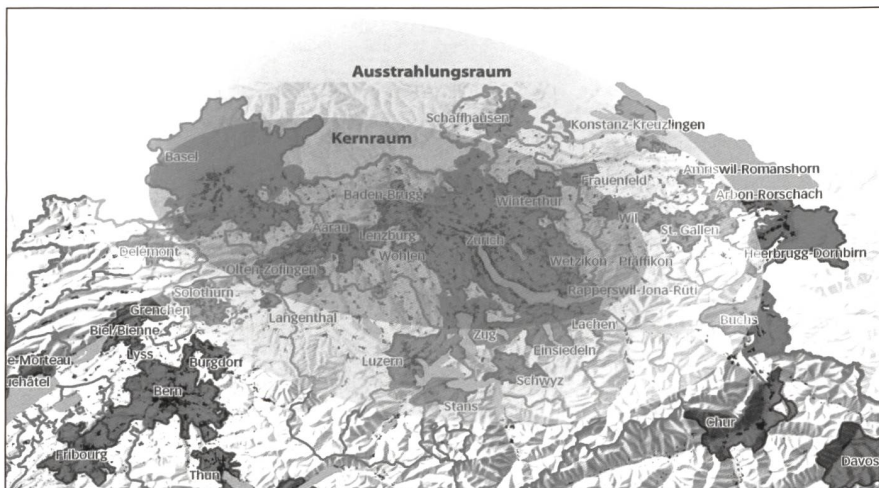 Ausstrahlungsraum
Schaffhausen
Konstanz-Kreuzlingen
Kernraum
Basel
Amriswil-Romanshorn
Frauenfeld
Baden-Brugg
Arbon-Rorschach
Winterthur
Wil
Aarau
St. Gallen
Lenzburg
Zürich
Delémont
Heerbrugg-Dornbirn
Wohlen
Wetzikon - Pfäffikon
Olten-Zofingen
Solothurn
Rapperswil-Jona-Rüti
Grenchen
Langenthal
Lachen
Buchs
Biel/Bienne
Zug
Lyss
Einsiedeln
e-Morteau
Burgdorf
Luzern
uchâtel
Schwyz
Bern
Stans
Chur
Fribourg
Davos
Thun